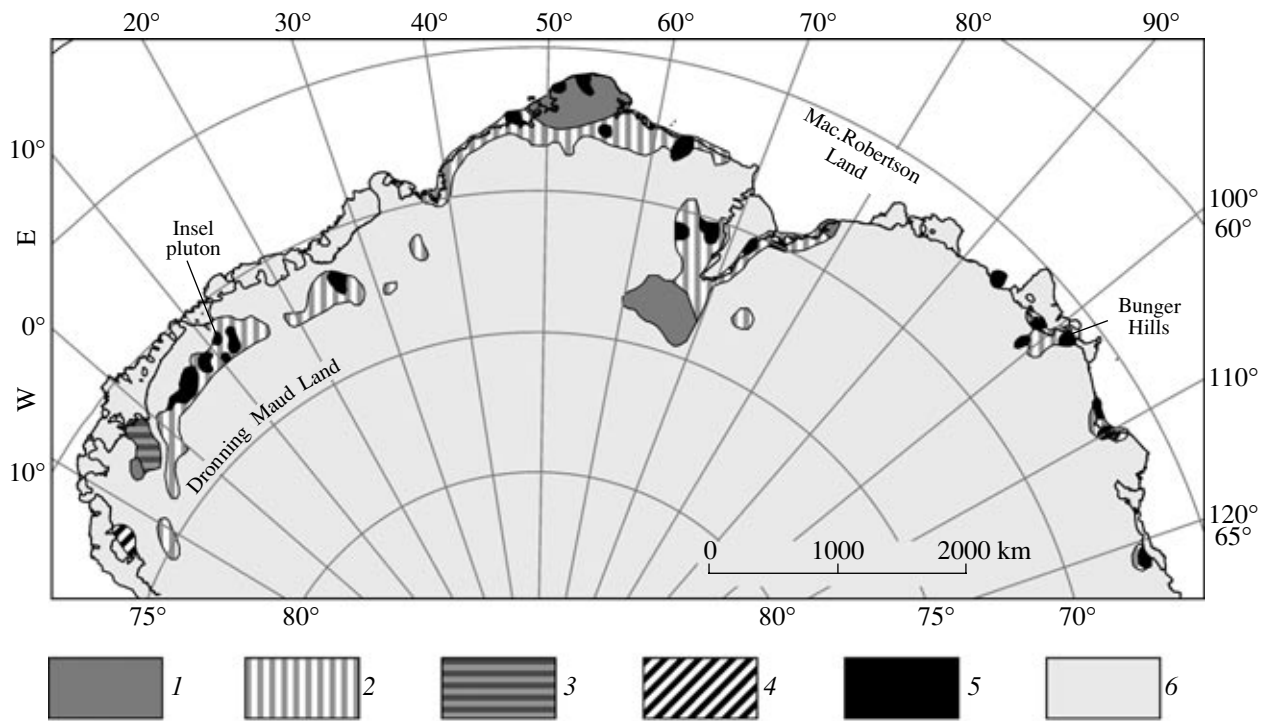 20° 30° 40° 50° 60° 70° 80° 90°
10°
E
0°
W
10°
Mac.Robertson
Land
100°
60°
Insel
pluton
Bunger
Hills
110°
Dronning Maud Land
0 1000 2000 km
120°
65°
75° 80° 80° 75° 70°
1 2 3 4 5 6